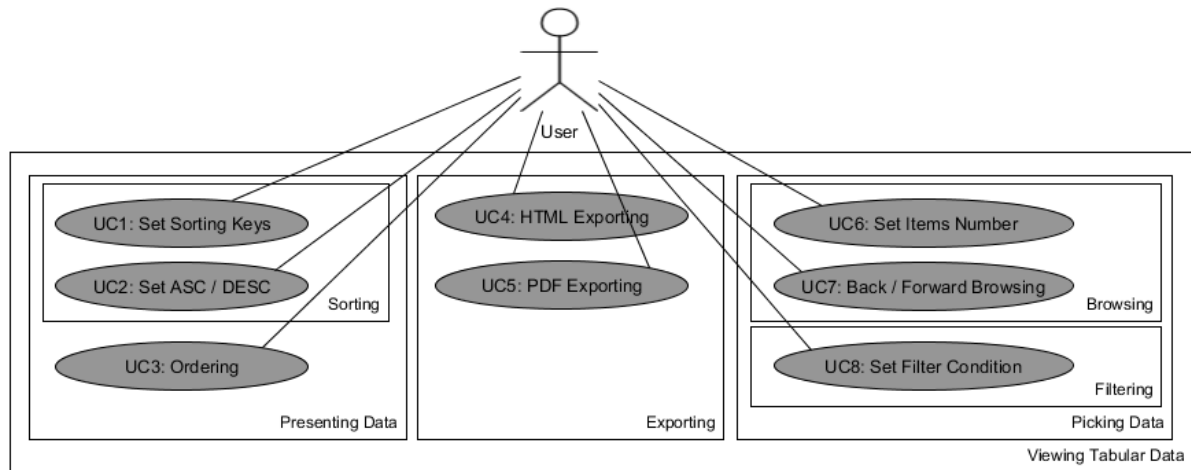 User
UC1: Set Sorting Keys
UC2: Set ASC / DESC
Sorting
UC3: Ordering
Presenting Data
UC4: HTML Exporting
UC5: PDF Exporting
Exporting
UC6: Set Items Number
UC7: Back / Forward Browsing
Browsing
UC8: Set Filter Condition
Filtering
Picking Data
Viewing Tabular Data